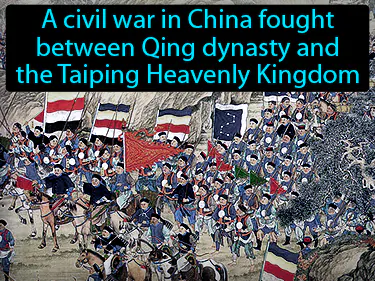 A civil war in China fought
between Qing dynasty and
the Taiping Heavenly Kingdom